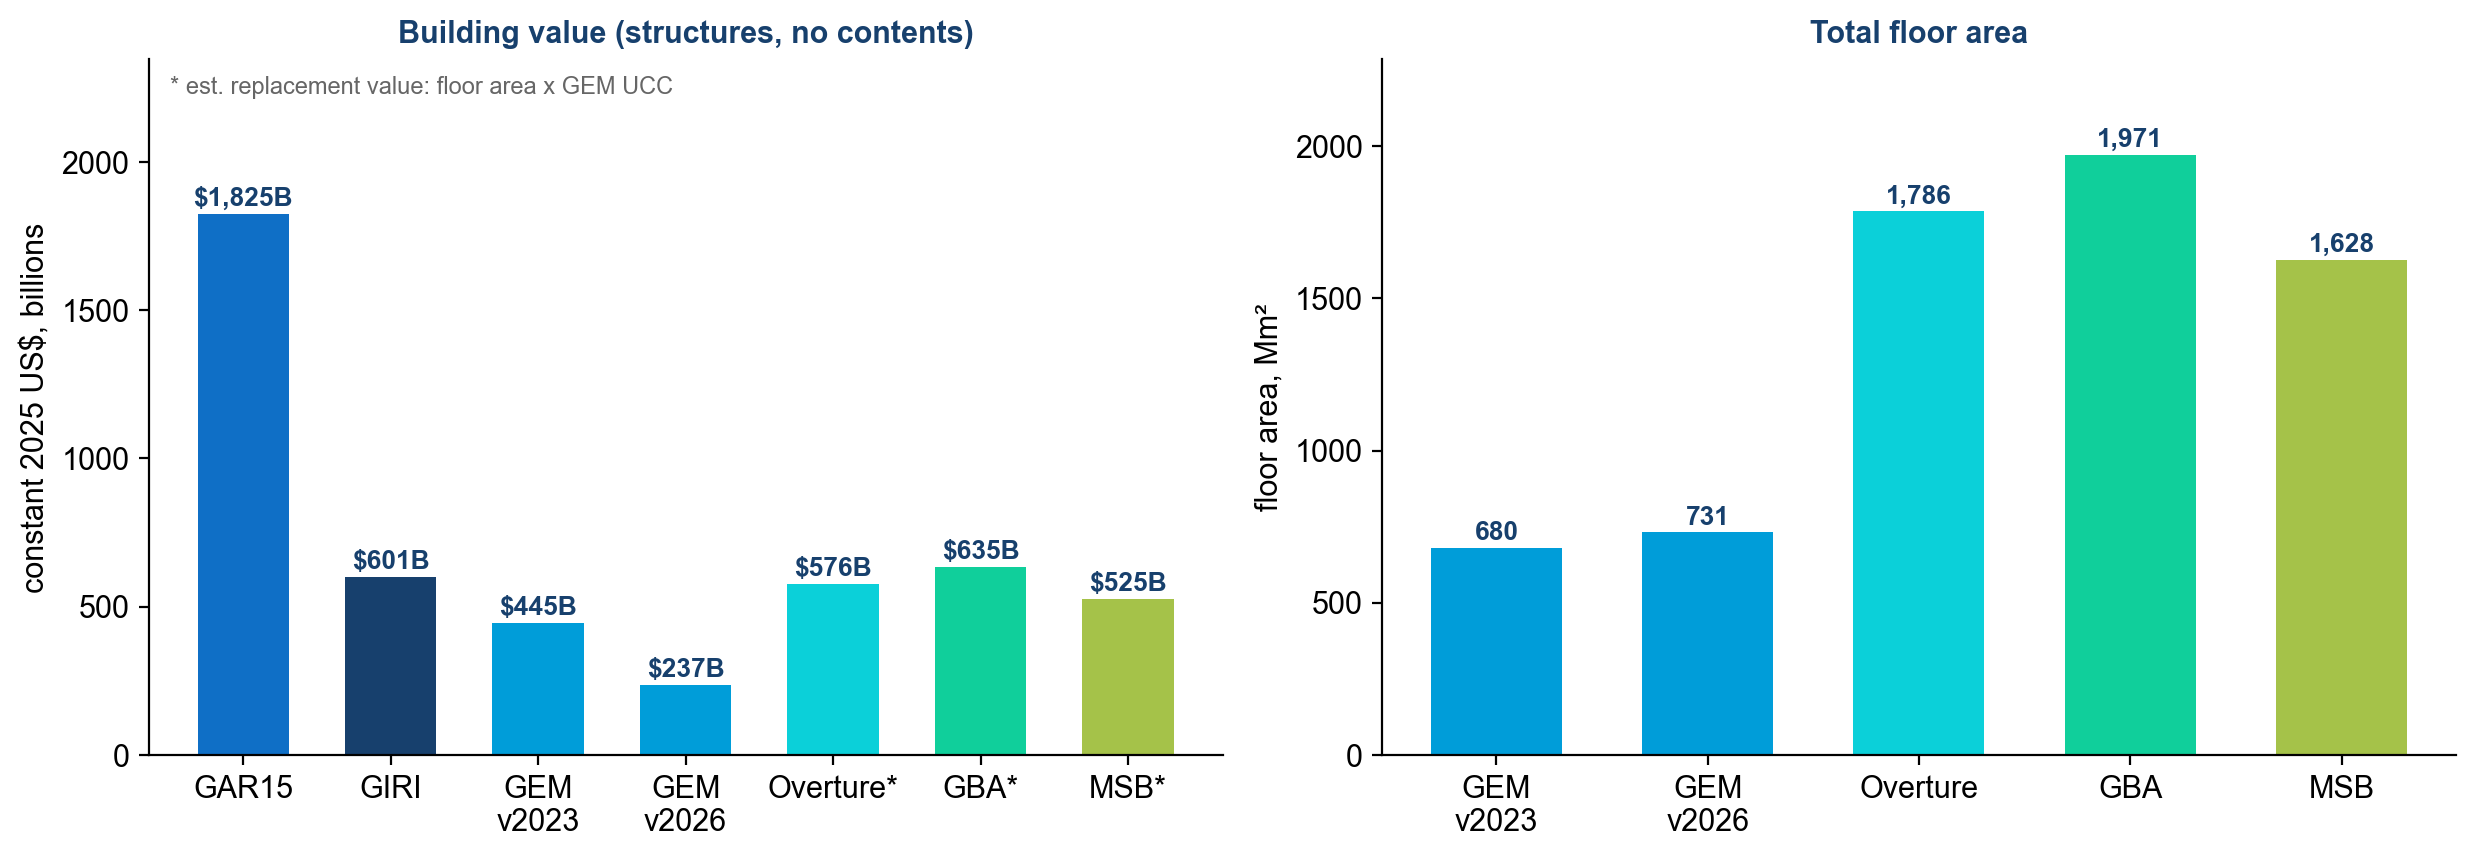 Building value (structures, no contents)
* est. replacement value: floor area x GEM UCC
constant 2025 US$, billions
2000
1500
1000
500
0
$1,825B
$601B
$445B
$237B
$576B
$635B
$525B
GAR15
GIRI
GEM
v2023
GEM
v2026
Overture*
GBA*
MSB*
Total floor area
floor area, Mm²
2000
1500
1000
500
0
680
731
1,786
1,971
1,628
GEM
v2023
GEM
v2026
Overture
GBA
MSB